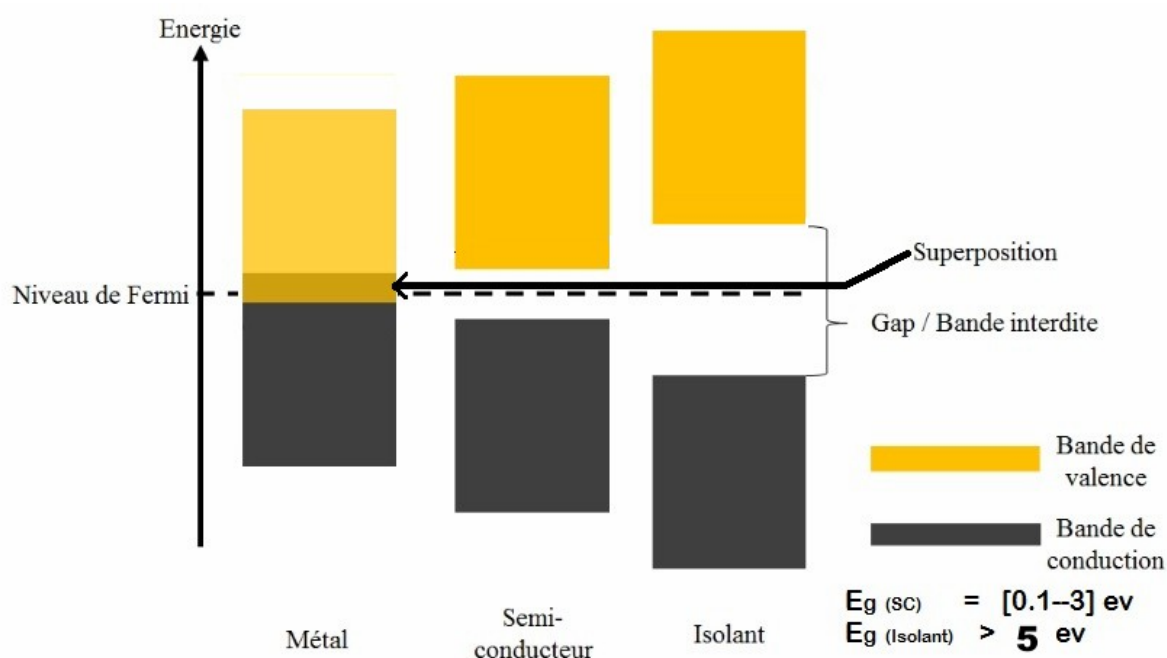 Energie
Superposition
Niveau de Fermi
Gap / Bande interdite
Bande de
valence
Bande de
conduction
Eg (SC) = [0.1--3] ev
Eg (Isolant) > 5 ev
Métal
Semi-
conducteur
Isolant